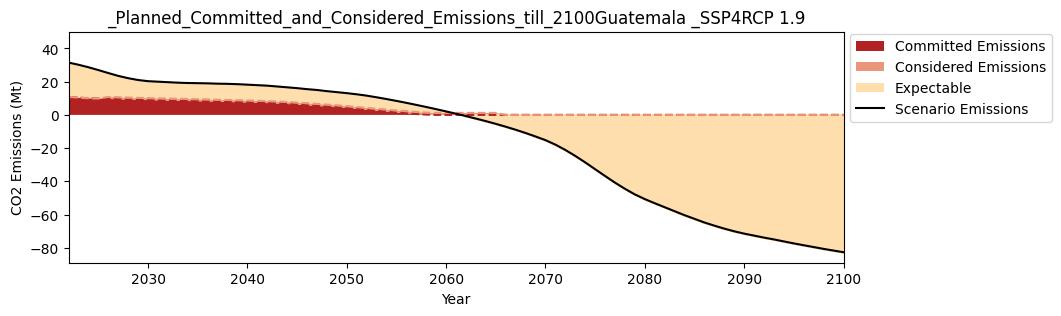 _Planned_Committed_and_Considered_Emissions_till_2100Guatemala _SSP4RCP 1.9
CO2 Emissions (Mt)
40
20
0
−20
−40
−60
−80
2030 2040 2050 2060 2070 2080 2090 2100
Year
Committed Emissions
Considered Emissions
Expectable
Scenario Emissions